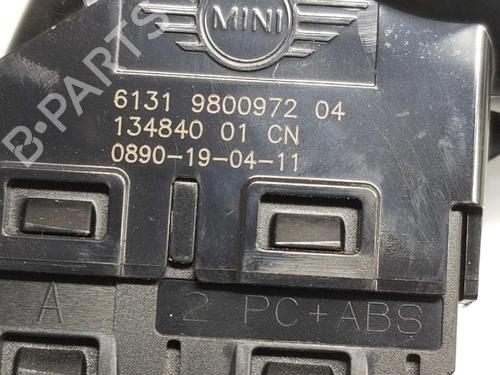 MINI
6131 9800972 04
134840 01 CN
0890-19-04-11
A
2 PC+ABS
B-PARTS